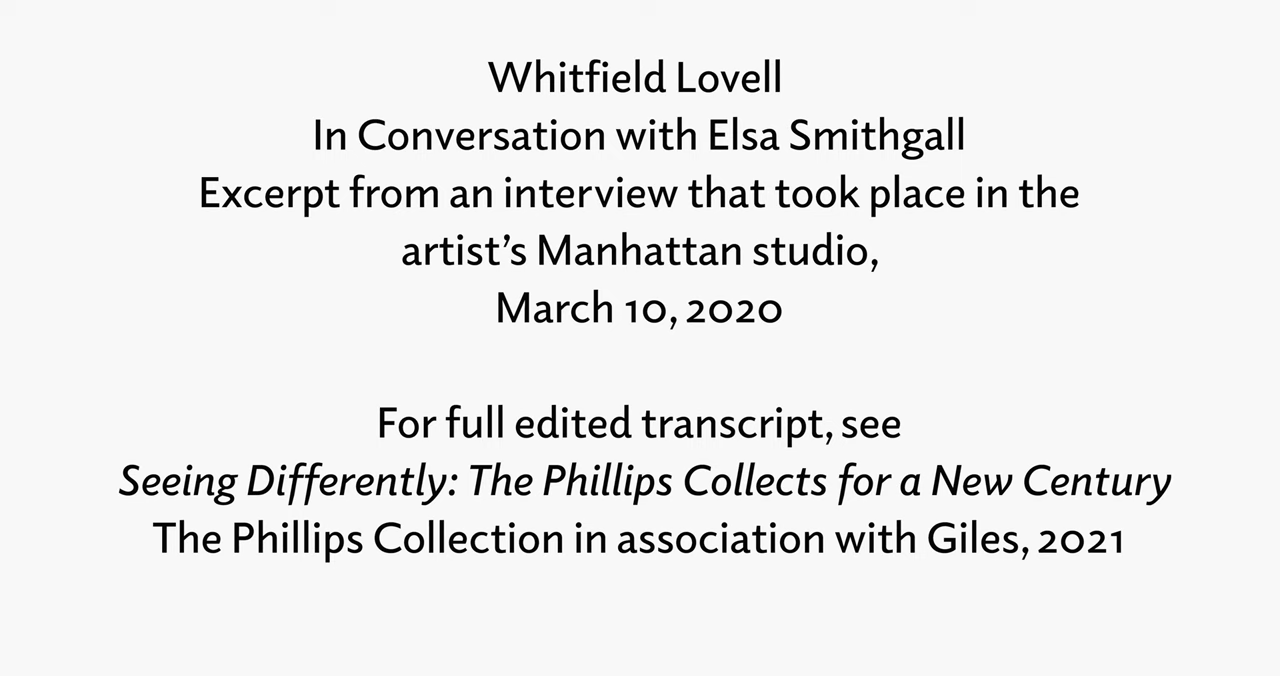 Whitfield Lovell
In Conversation with Elsa Smithgall
Excerpt from an interview that took place in the
artist’s Manhattan studio,
March 10, 2020
For full edited transcript, see
Seeing Differently: The Phillips Collects for a New Century
The Phillips Collection in association with Giles, 2021